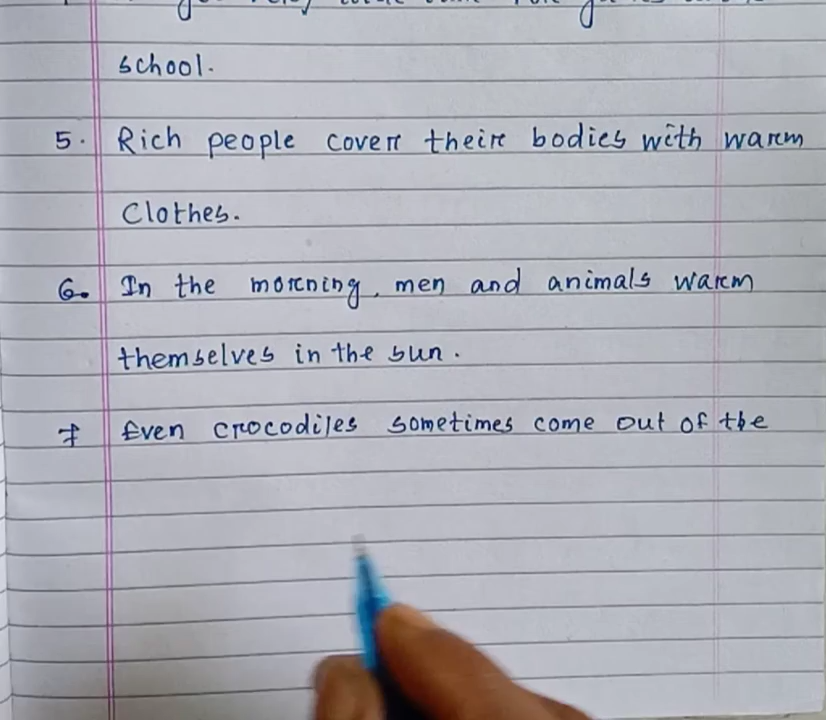 school.
5. Rich people cover their bodies with warm
Clothes.
6. In the morning, men and animals warm
themselves in the sun.
7 Even crocodiles sometimes come out of the